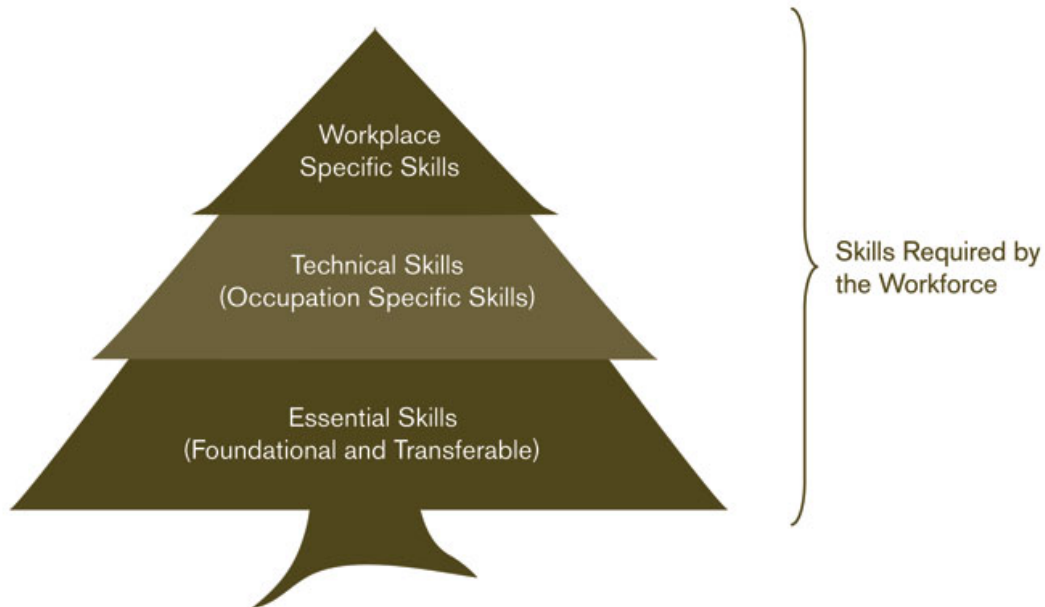 Workplace
Specific Skills
Technical Skills
(Occupation Specific Skills)
Essential Skills
(Foundational and Transferable)
Skills Required by
the Workforce